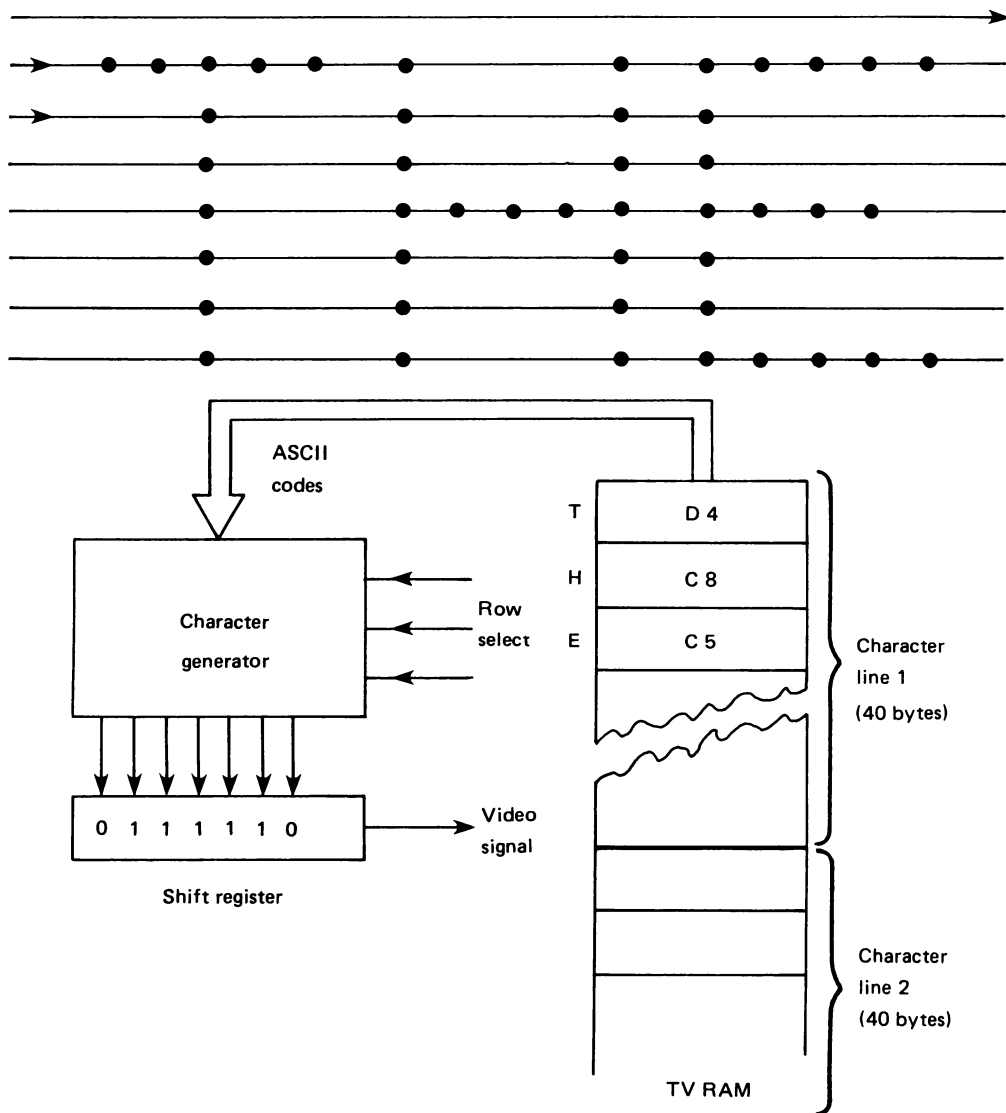 ASCII
codes
T
D 4
H
C 8
E
C 5
Row
select
Character
generator
Character
line 1
(40 bytes)
0 1 1 1 1 1 0
Video
signal
Shift register
Character
line 2
(40 bytes)
TV RAM